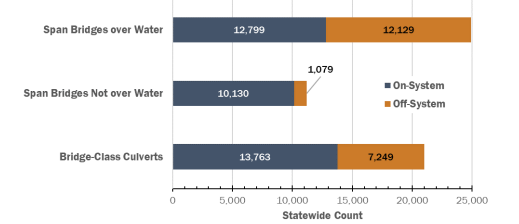 Span Bridges over Water
12,799
12,129
1,079
Span Bridges Not over Water
10,130
On-System
Off-System
Bridge-Class Culverts
13,763
7,249
0
5,000
10,000
15,000
20,000
25,000
Statewide Count